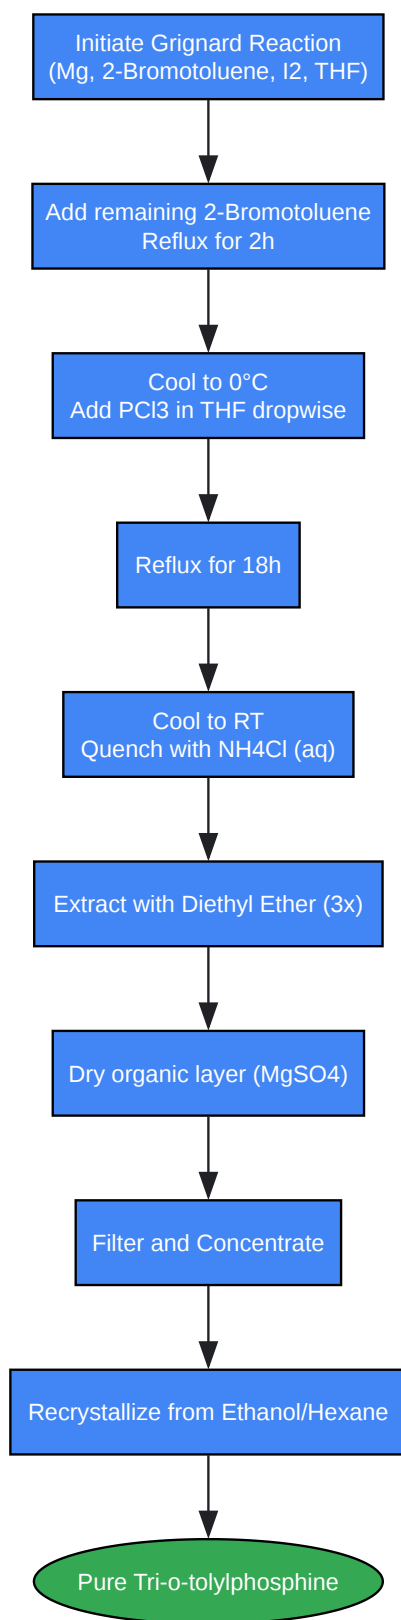 Initiate Grignard Reaction
(Mg, 2-Bromotoluene, I2, THF)
Add remaining 2-Bromotoluene
Reflux for 2h
Cool to 0°C
Add PCl3 in THF dropwise
Reflux for 18h
Cool to RT
Quench with NH4Cl (aq)
Extract with Diethyl Ether (3x)
Dry organic layer (MgSO4)
Filter and Concentrate
Recrystallize from Ethanol/Hexane
Pure Tri-o-tolylphosphine